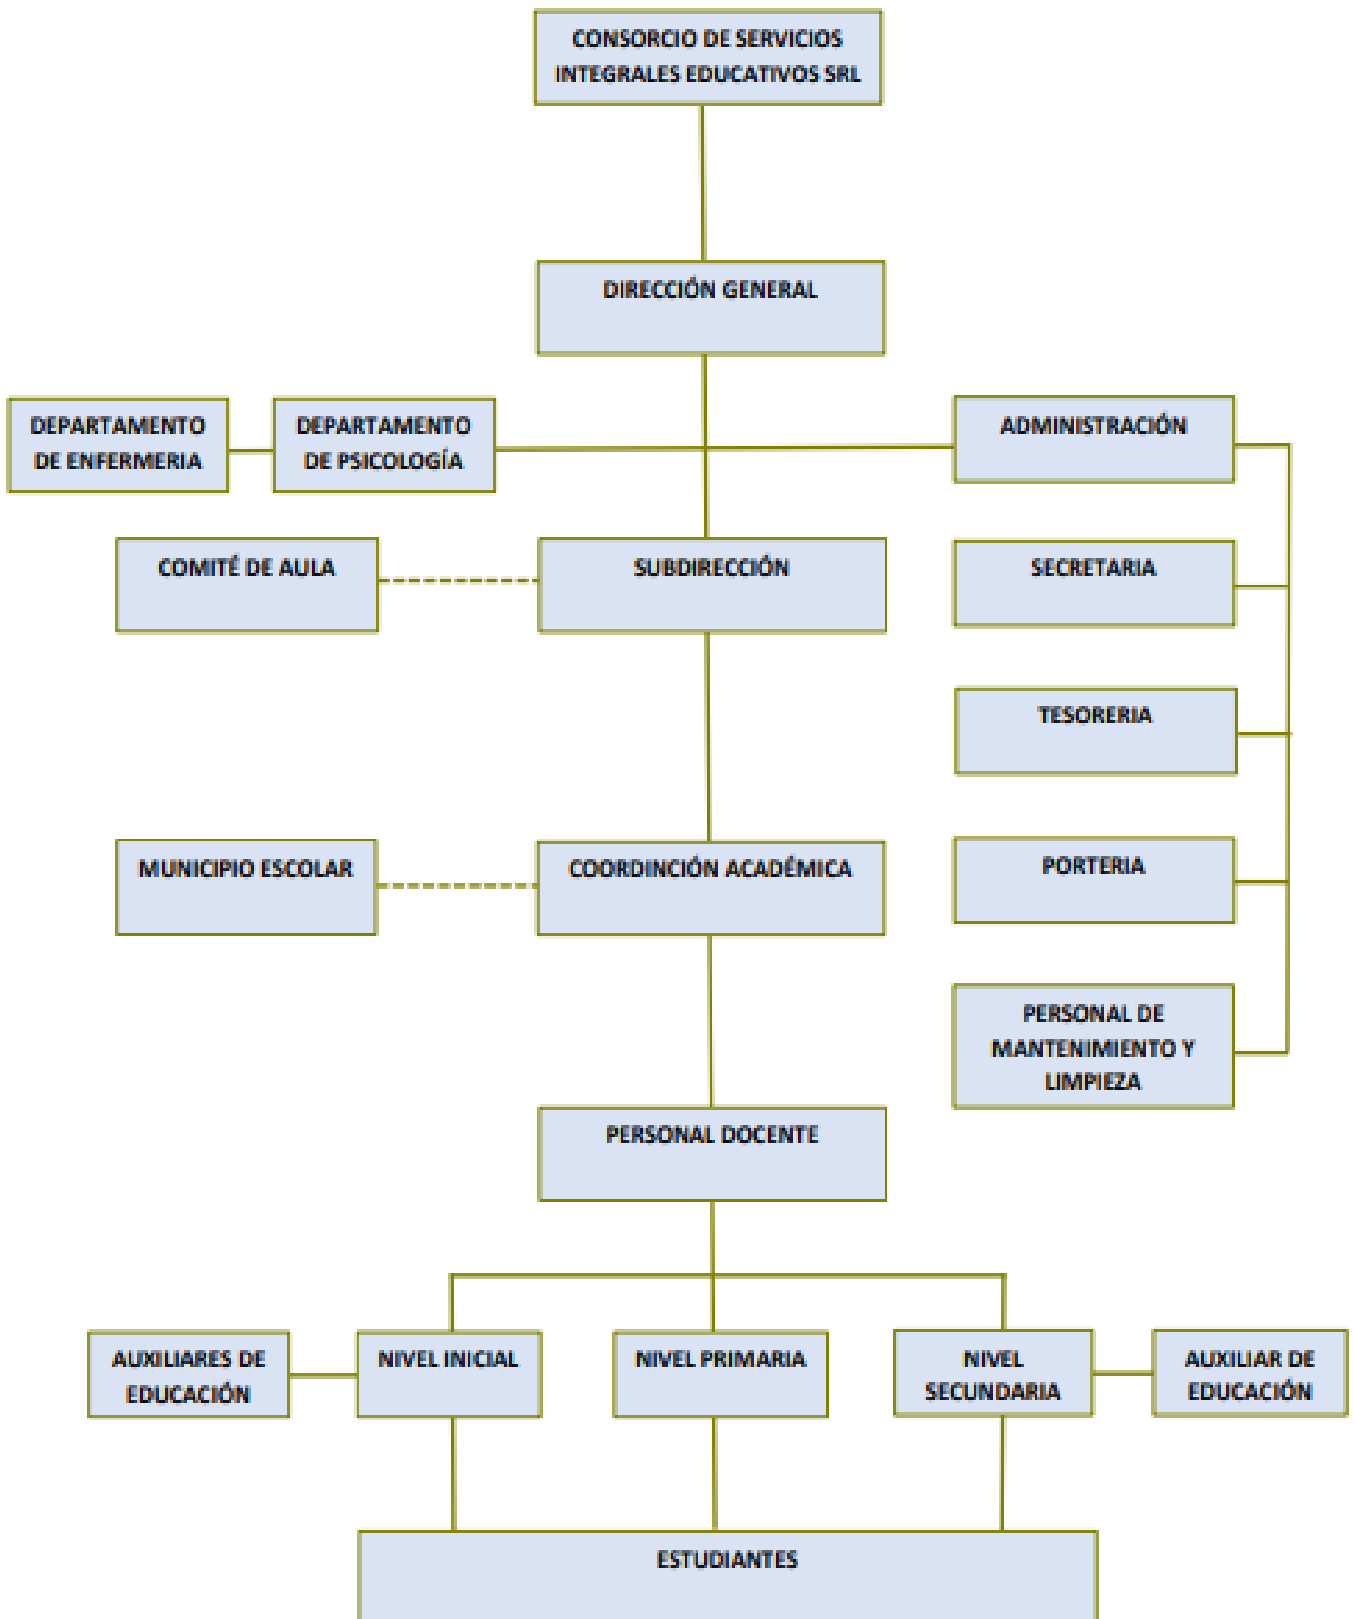 CONSORCIO DE SERVICIOS
INTEGRALES EDUCATIVOS SRL
DIRECCIÓN GENERAL
DEPARTAMENTO
DE ENFERMERIA
DEPARTAMENTO
DE PSICOLOGÍA
ADMINISTRACIÓN
COMITÉ DE AULA
SUBDIRECCIÓN
SECRETARIA
TESORERIA
MUNICIPIO ESCOLAR
COORDINCIÓN ACADÉMICA
PORTERIA
PERSONAL DE
MANTENIMIENTO Y
LIMPIEZA
PERSONAL DOCENTE
AUXILIARES DE
EDUCACIÓN
NIVEL INICIAL
NIVEL PRIMARIA
NIVEL
SECUNDARIA
AUXILIAR DE
EDUCACIÓN
ESTUDIANTES